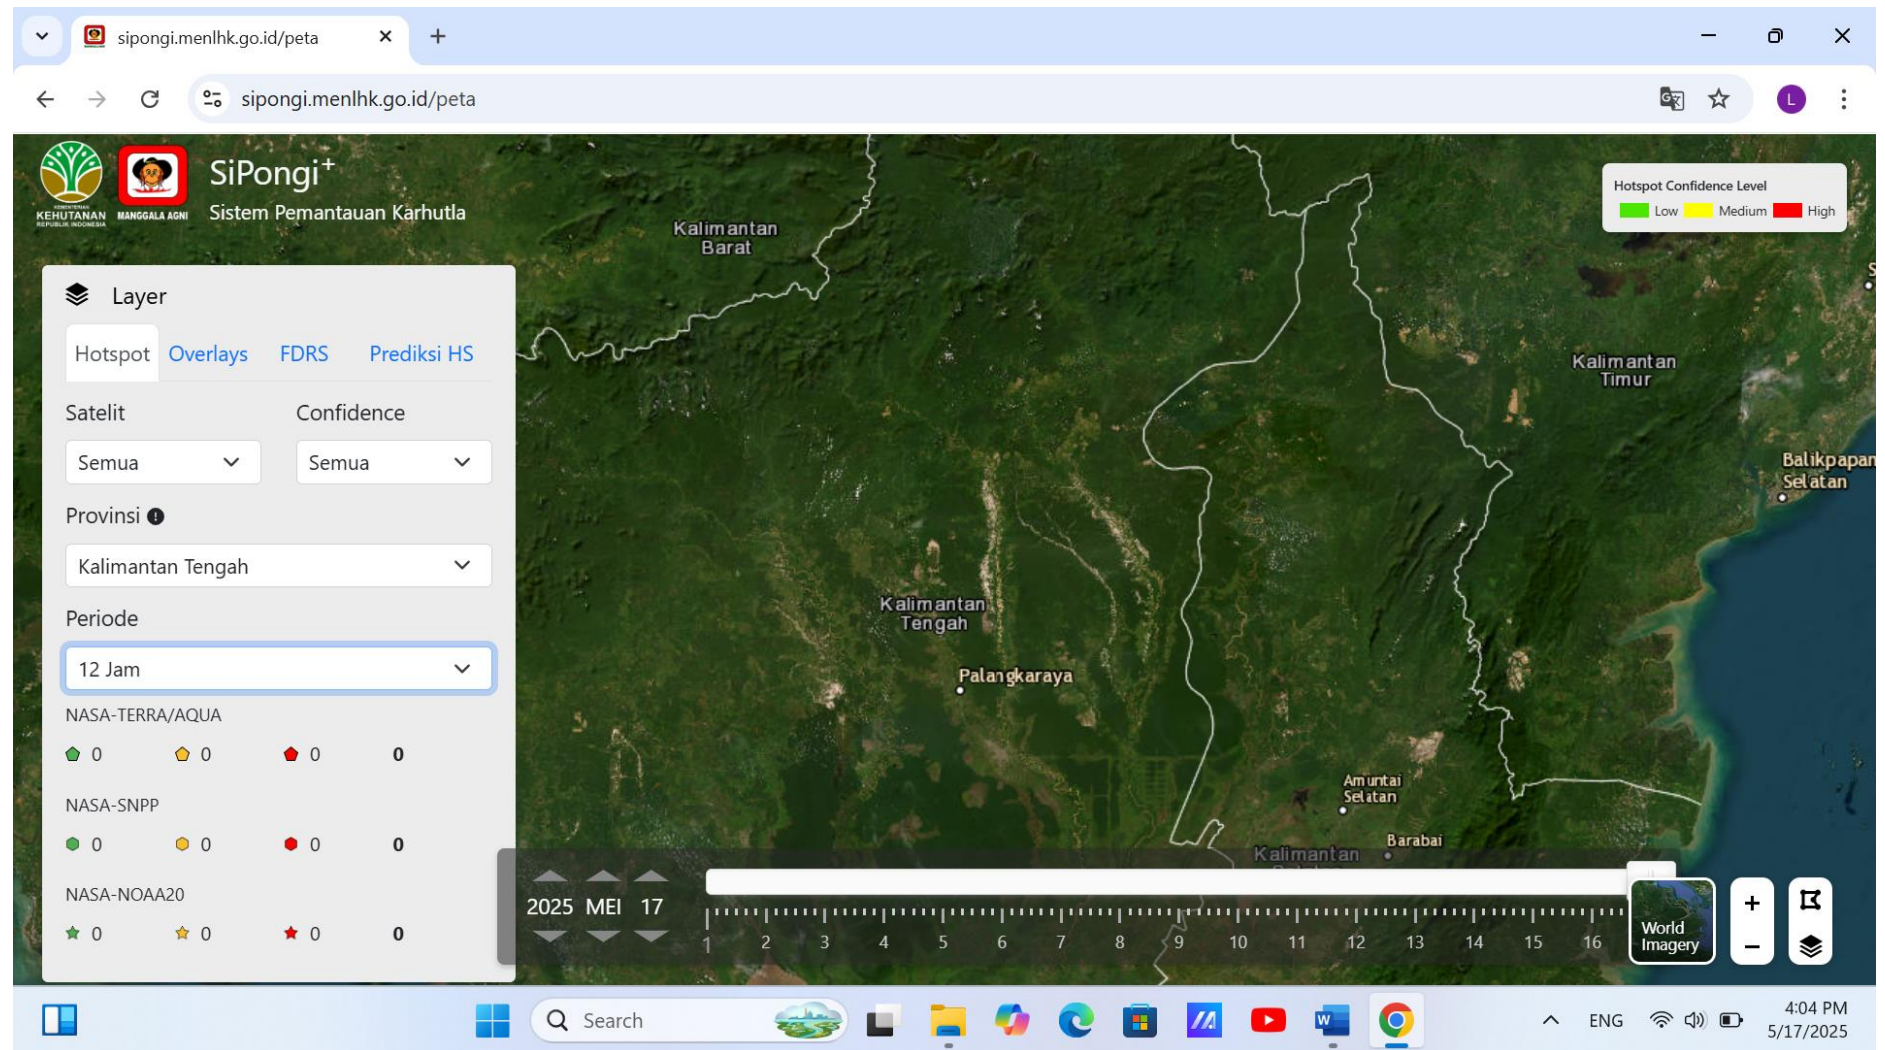 sipongi.menlhk.go.id/peta
sipongi.menlhk.go.id/peta
L
KEMENTERIAN
KEHUTANAN
REPUBLIK INDONESIA
MANGGALA AGNI
SiPongi+
Sistem Pemantauan Karhutla
Hotspot Confidence Level
Low Medium High
Layer
Hotspot Overlays FDRS Prediksi HS
Satelit Confidence
Semua Semua
Provinsi
Kalimantan Tengah
Periode
12 Jam
NASA-TERRA/AQUA
0 0 0 0
NASA-SNPP
0 0 0 0
NASA-NOAA20
0 0 0 0
Kalimantan
Barat
Kalimantan
Timur
S
Balikpapan
Selatan
Kalimantan
Tengah
Palangkaraya
Amuntai
Selatan
Barabai
Kalimantan
2025 MEI 17
1 2 3 4 5 6 7 8 9 10 11 12 13 14 15 16
World
Imagery
+
-
Search
ENG
4:04 PM
5/17/2025